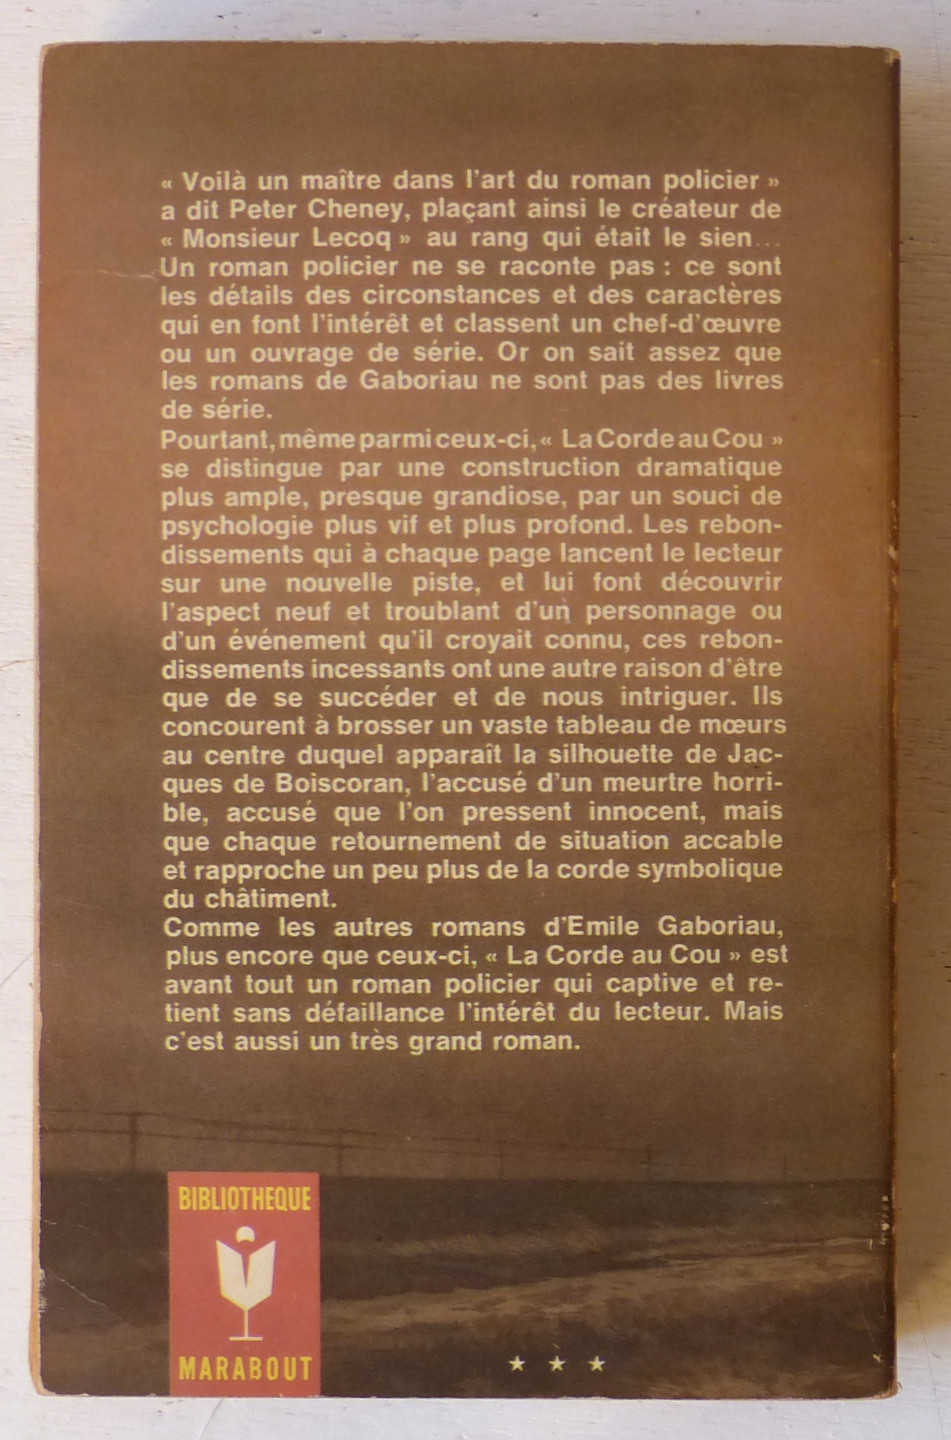 « Voilà un maître dans l'art du roman policier »
a dit Peter Cheney, plaçant ainsi le créateur de
« Monsieur Lecoq » au rang qui était le sien...
Un roman policier ne se raconte pas : ce sont
les détails des circonstances et des caractères
qui en font l'intérêt et classent un chef-d'œuvre
ou un ouvrage de série. Or on sait assez que
les romans de Gaboriau ne sont pas des livres
de série.
Pourtant, même parmi ceux-ci, « La Corde au Cou »
se distingue par une construction dramatique
plus ample, presque grandiose, par un souci de
psychologie plus vif et plus profond. Les rebon-
dissements qui à chaque page lancent le lecteur
sur une nouvelle piste, et lui font découvrir
l'aspect neuf et troublant d'un personnage ou
d'un événement qu'il croyait connu, ces rebon-
dissements incessants ont une autre raison d'être
que de se succéder et de nous intriguer. Ils
concourent à brosser un vaste tableau de mœurs
au centre duquel apparaît la silhouette de Jac-
ques de Boiscoran, l'accusé d'un meurtre horri-
ble, accusé que l'on pressent innocent, mais
que chaque retournement de situation accable
et rapproche un peu plus de la corde symbolique
du châtiment.
Comme les autres romans d'Emile Gaboriau,
plus encore que ceux-ci, « La Corde au Cou » est
avant tout un roman policier qui captive et re-
tient sans défaillance l'intérêt du lecteur. Mais
c'est aussi un très grand roman.
BIBLIOTHEQUE
MARABOUT
★ ★ ★